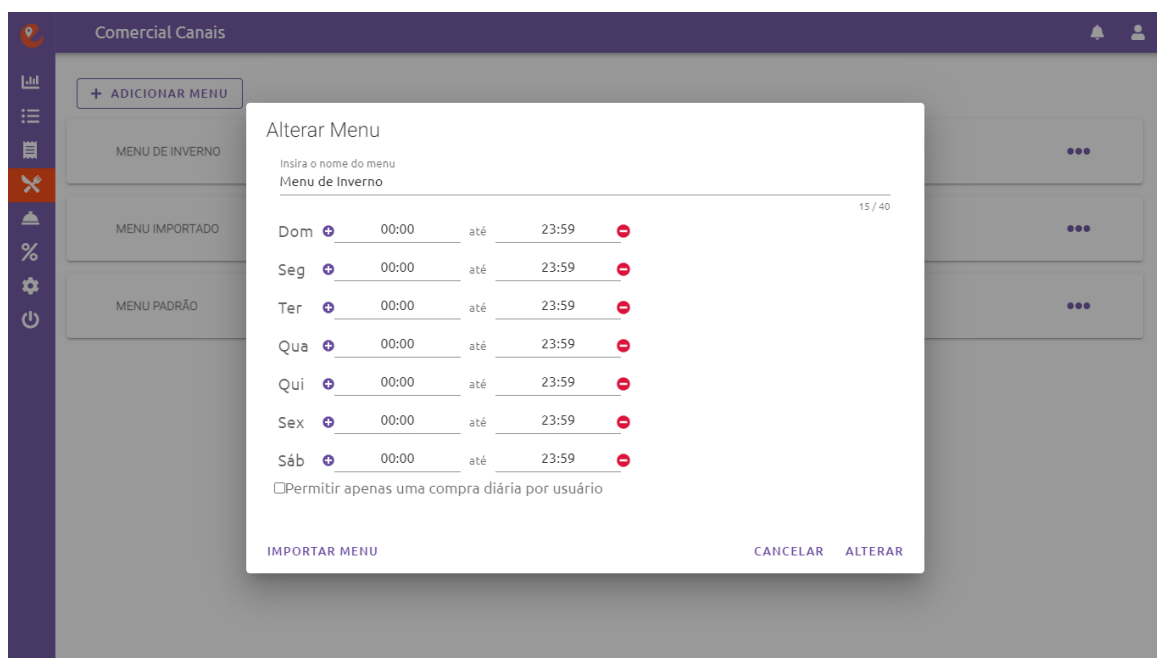 Comercial Canais
+ ADICIONAR MENU
MENU DE INVERNO
MENU IMPORTADO
MENU PADRÃO
Alterar Menu
Insira o nome do menu
Menu de Inverno
15 / 40
Dom 00:00 até 23:59
Seg 00:00 até 23:59
Ter 00:00 até 23:59
Qua 00:00 até 23:59
Qui 00:00 até 23:59
Sex 00:00 até 23:59
Sáb 00:00 até 23:59
Permitir apenas uma compra diária por usuário
IMPORTAR MENU CANCELAR ALTERAR